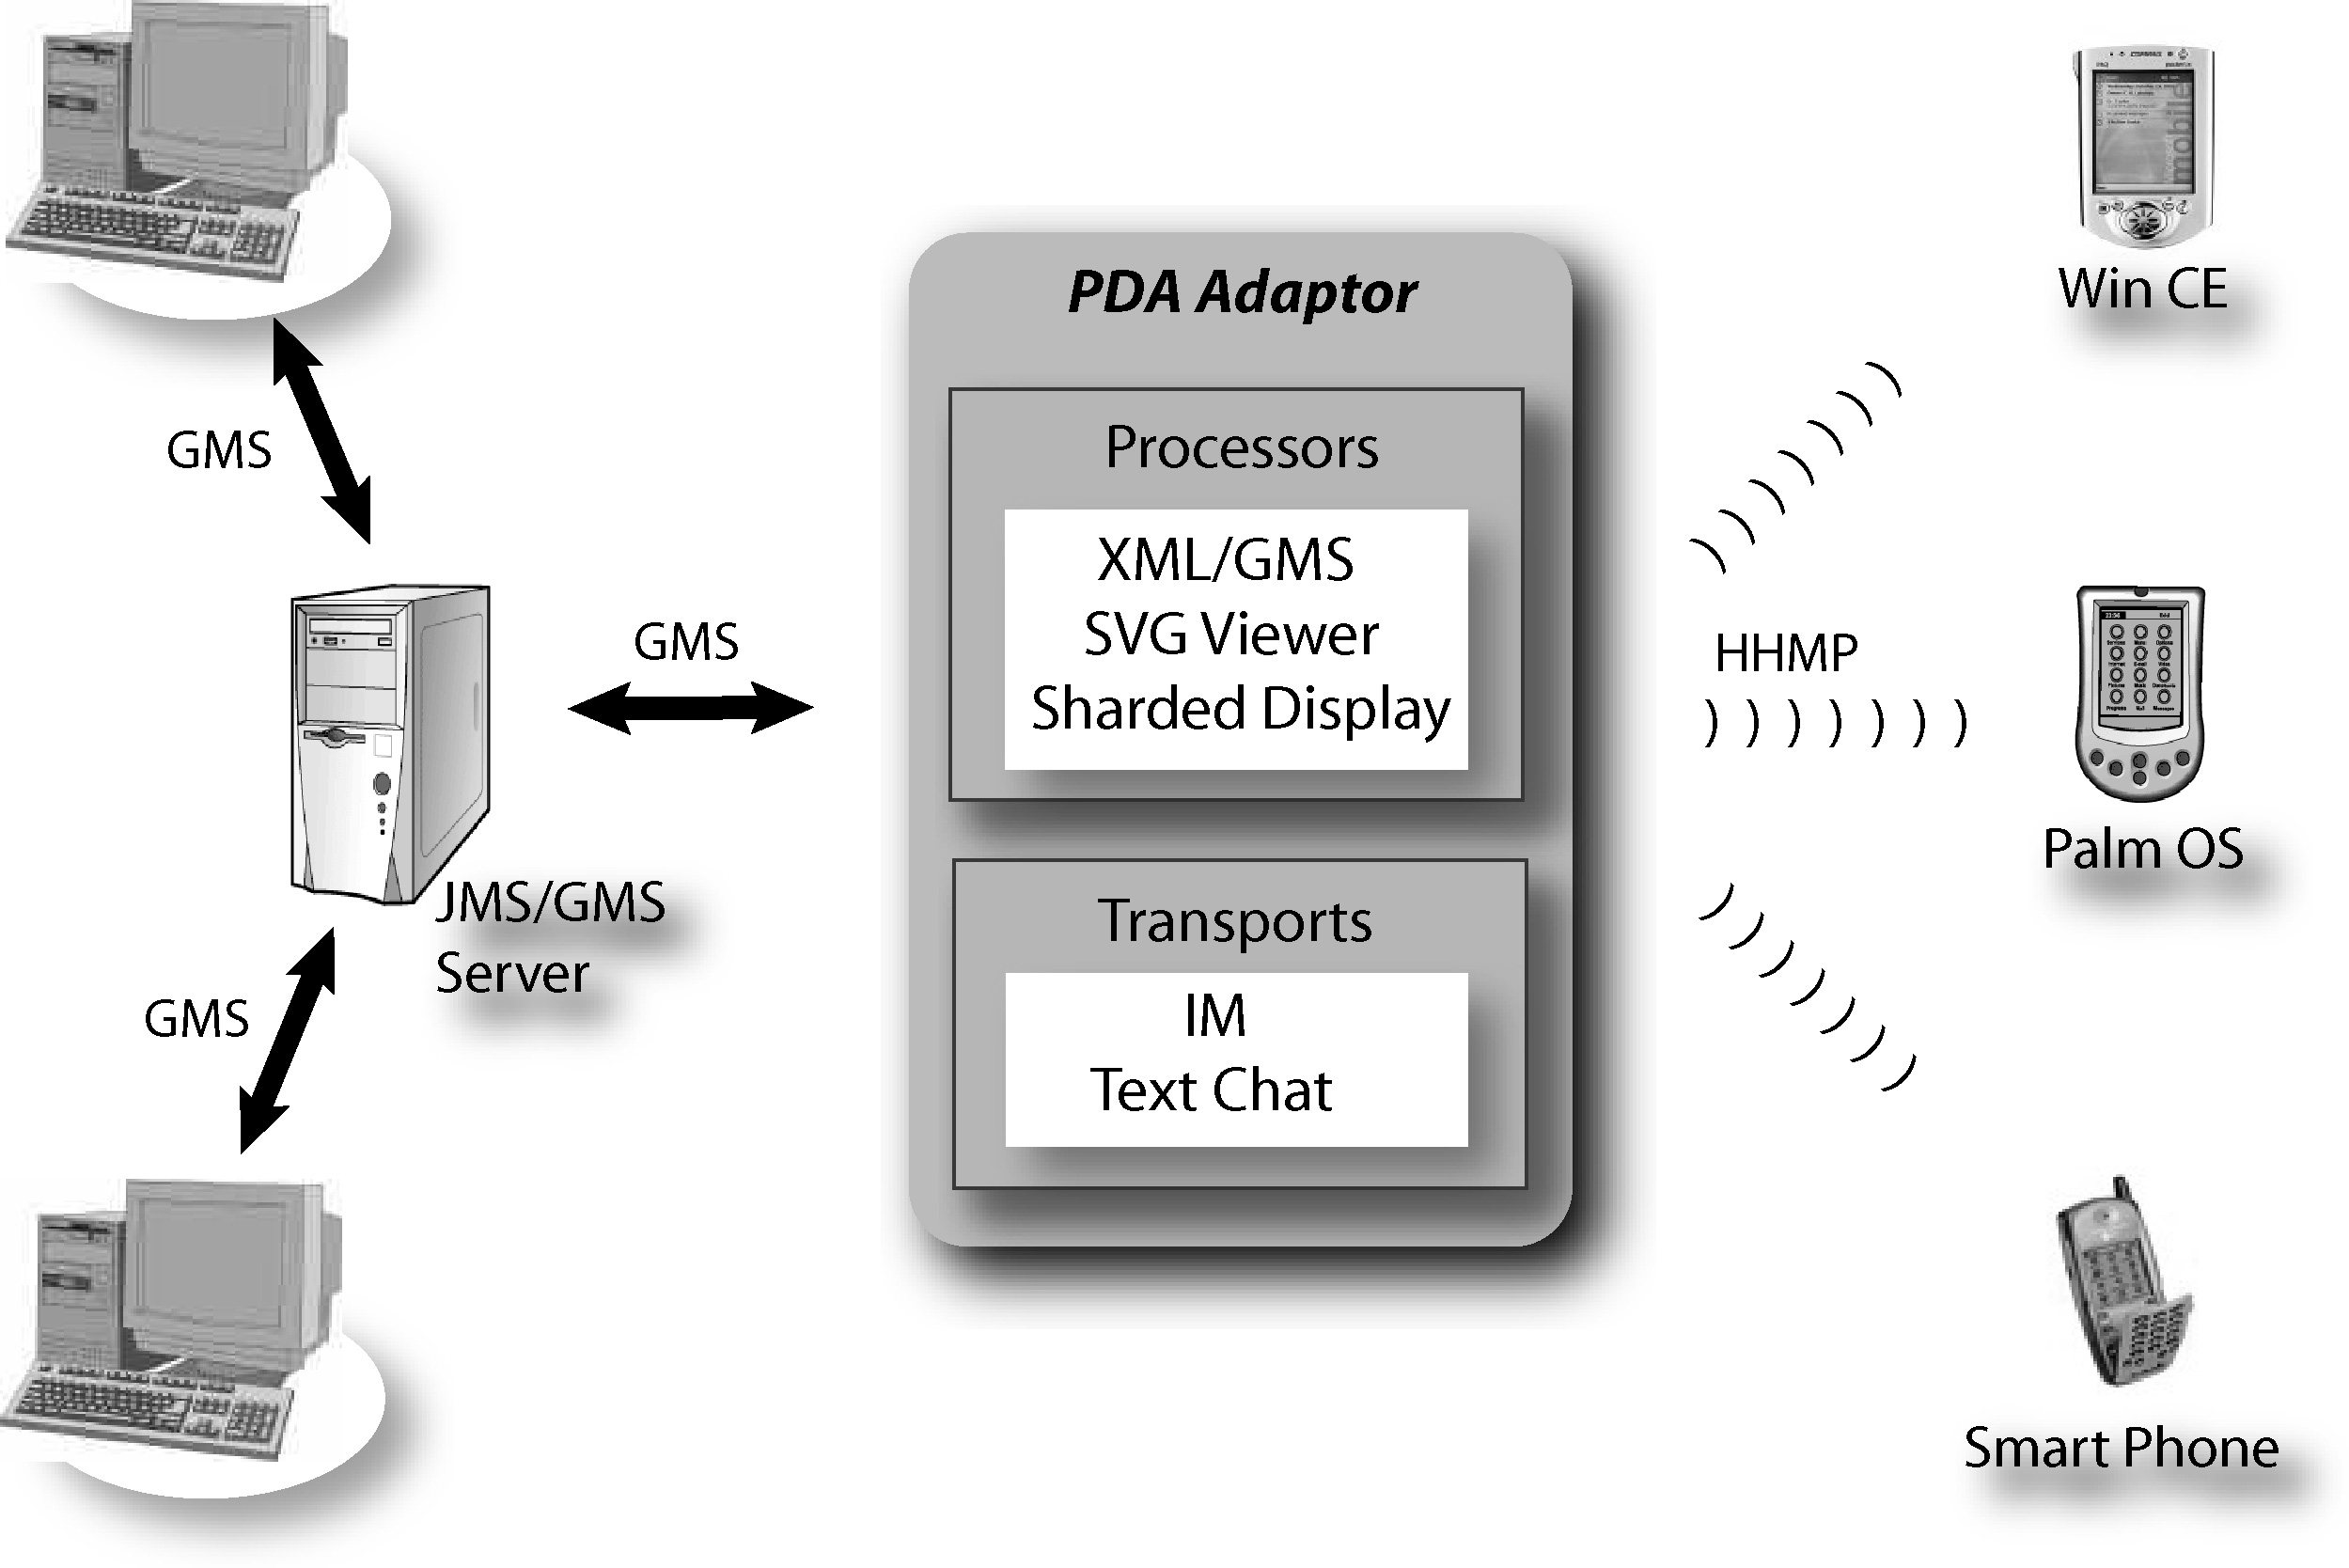 GMS
JMS/GMS
Server
GMS
GMS
PDA Adaptor
Processors
XML/GMS
SVG Viewer
Sharded Display
Transports
IM
Text Chat
HHMP
mobile
Win CE
Palm OS
Smart Phone